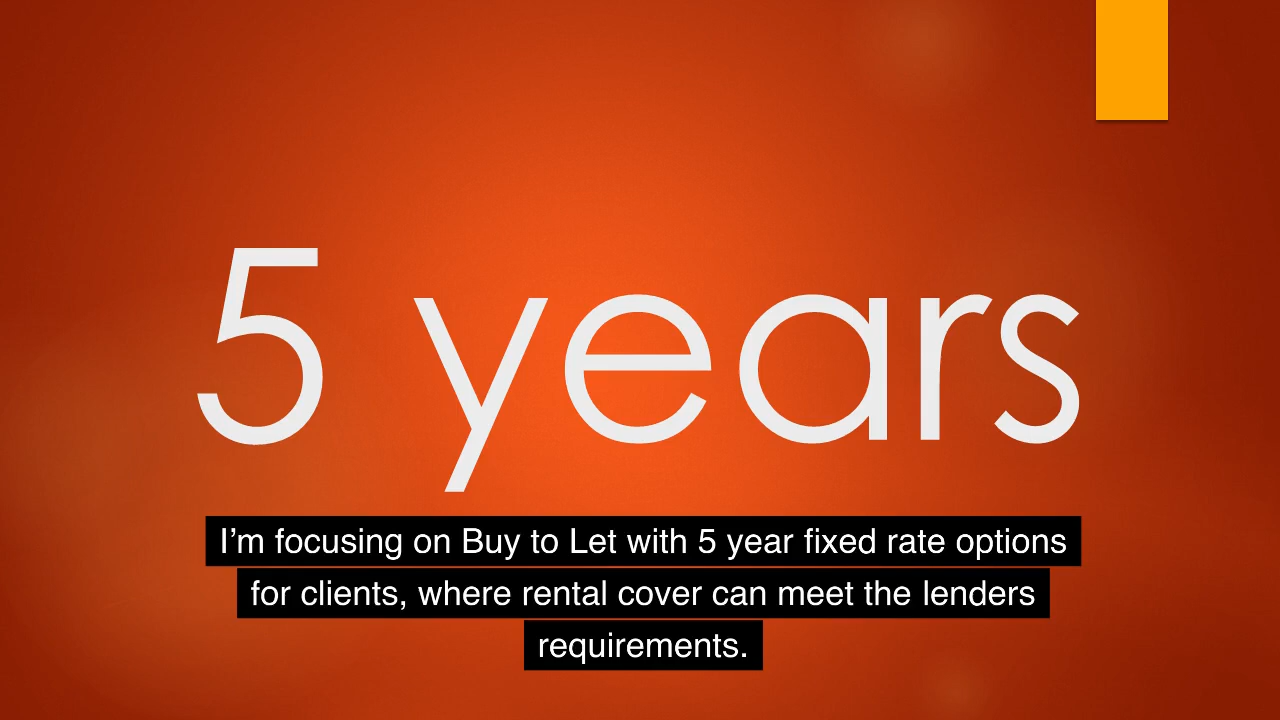 5 years
I’m focusing on Buy to Let with 5 year fixed rate options
for clients, where rental cover can meet the lenders
requirements.